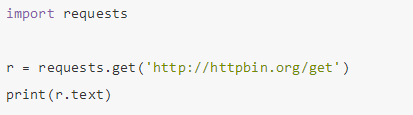 import requests
r = requests.get('http://httpbin.org/get')
print(r.text)